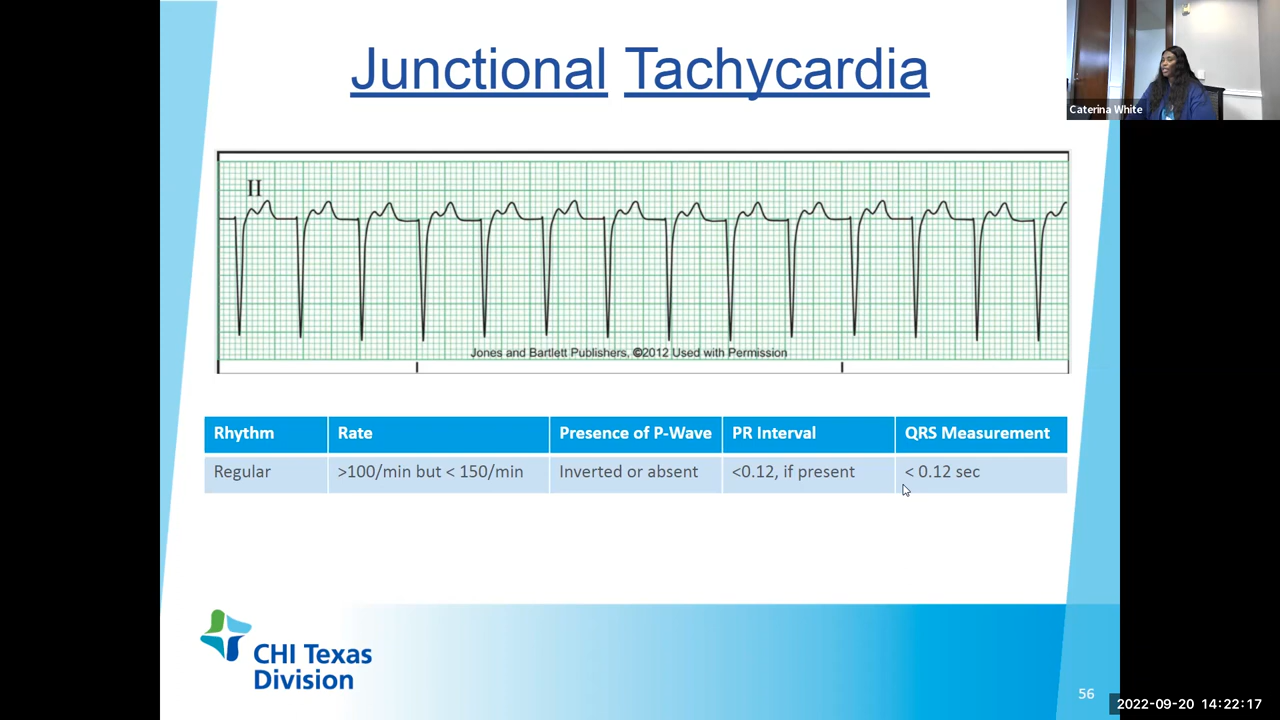 Junctional Tachycardia
Caterina White
II
Jones and Bartlett Publishers, ©2012 Used with Permission
Rhythm Rate Presence of P-Wave PR Interval QRS Measurement
Regular >100/min but < 150/min Inverted or absent <0.12, if present < 0.12 sec
CHI Texas
Division
56
2022-09-20 14:22:17